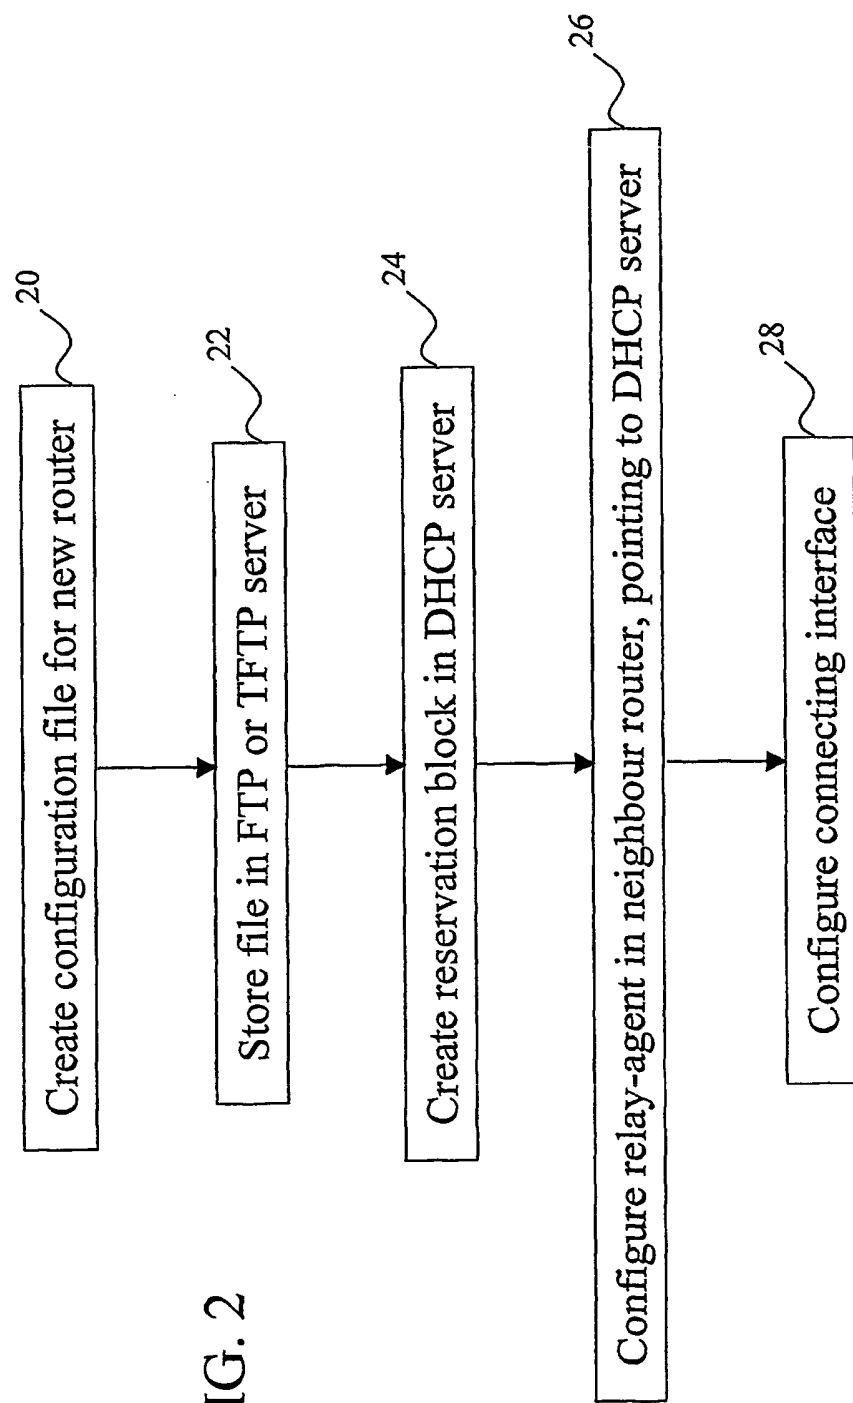 20
Create configuration file for new router
22
Store file in FTP or TFTP server
24
Create reservation block in DHCP server
26
Configure relay-agent in neighbour router, pointing to DHCP server
28
Configure connecting interface
IG. 2